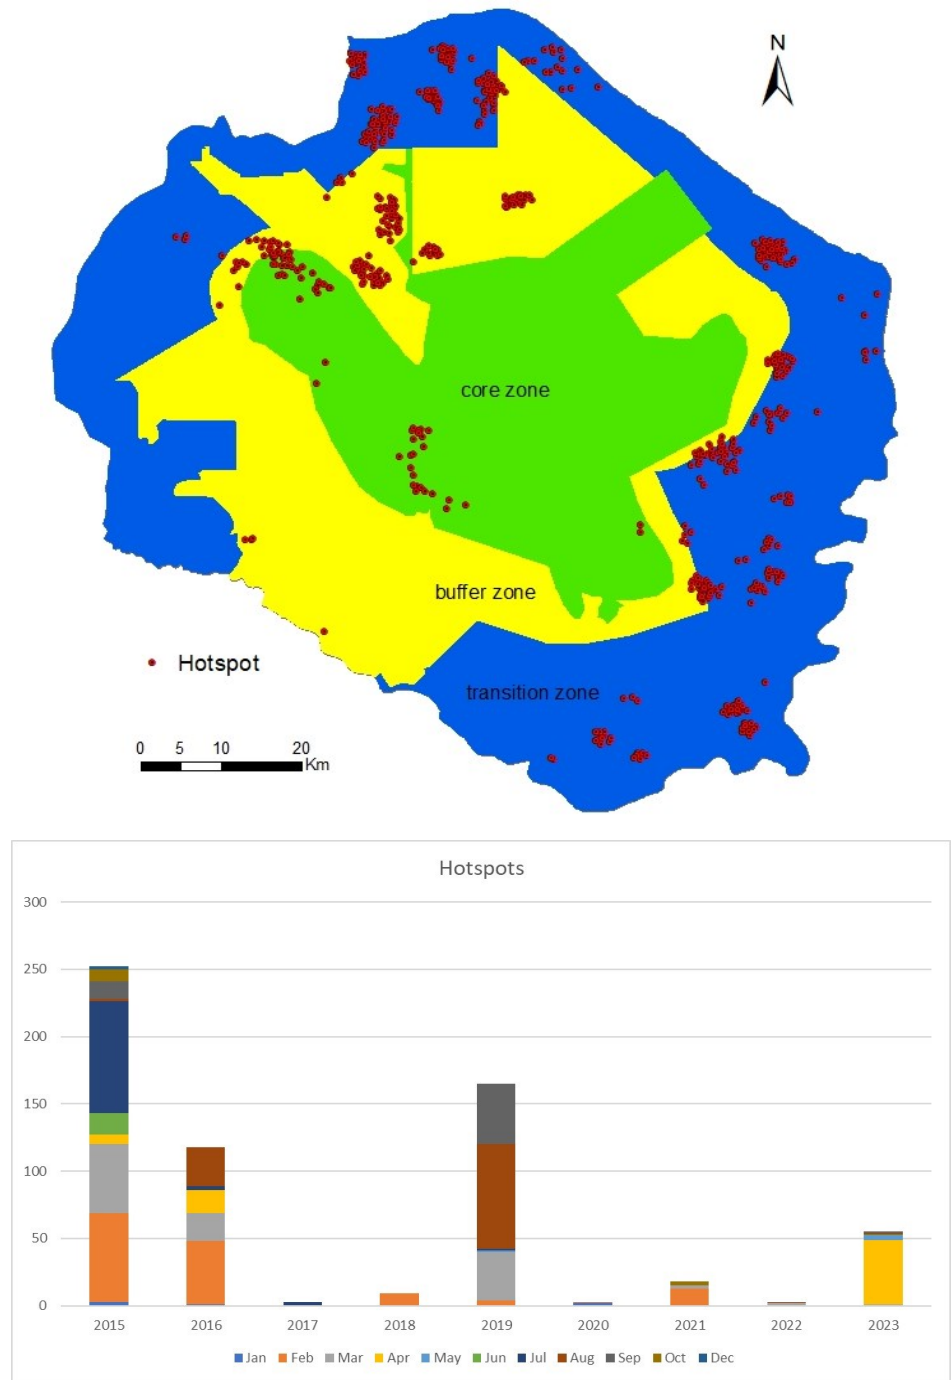 N
core zone
buffer zone
Hotspot
transition zone
0 5 10 20
Km
Hotspots
300
250
200
150
100
50
0
2015 2016 2017 2018 2019 2020 2021 2022 2023
Jan Feb Mar Apr May Jun Jul Aug Sep Oct Dec